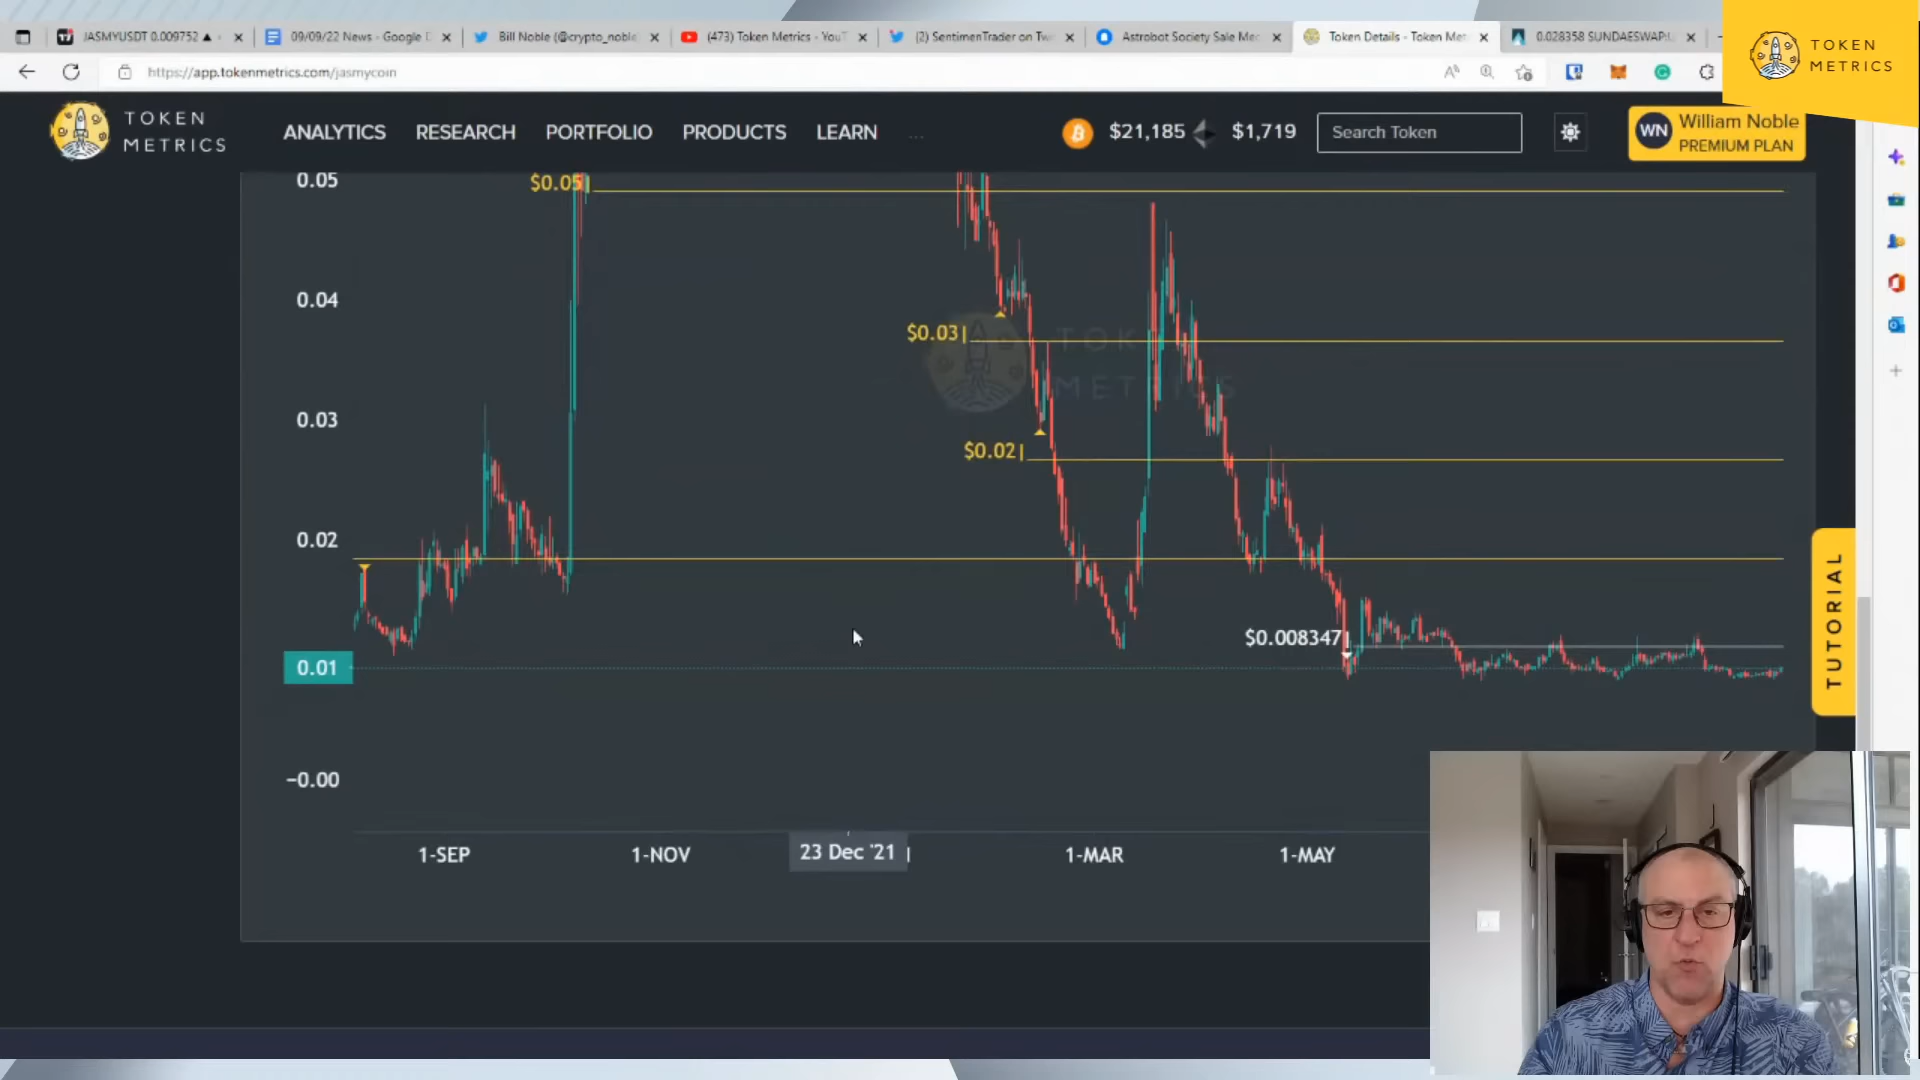 JASMYUSDT 0.009752 ▲
09/09/22 News - Google D
Bill Noble (@crypto_noble
(473) Token Metrics - YouT
(2) SentimenTrader on Tw
Astrobot Society Sale Mec
Token Details - Token Met
0.028358 SUNDAESWAP:
https://app.tokenmetrics.com/jasmycoin
TOKEN
METRICS
TOKEN
METRICS
ANALYTICS
RESEARCH
PORTFOLIO
PRODUCTS
LEARN
...
$21,185
$1,719
Search Token
WN
William Noble
PREMIUM PLAN
0.05
$0.05
0.04
$0.03
TOK
METRICS
0.03
$0.02
0.02
$0.008347
0.01
-0.00
TUTORIAL
1-SEP
1-NOV
23 Dec '21
1-MAR
1-MAY